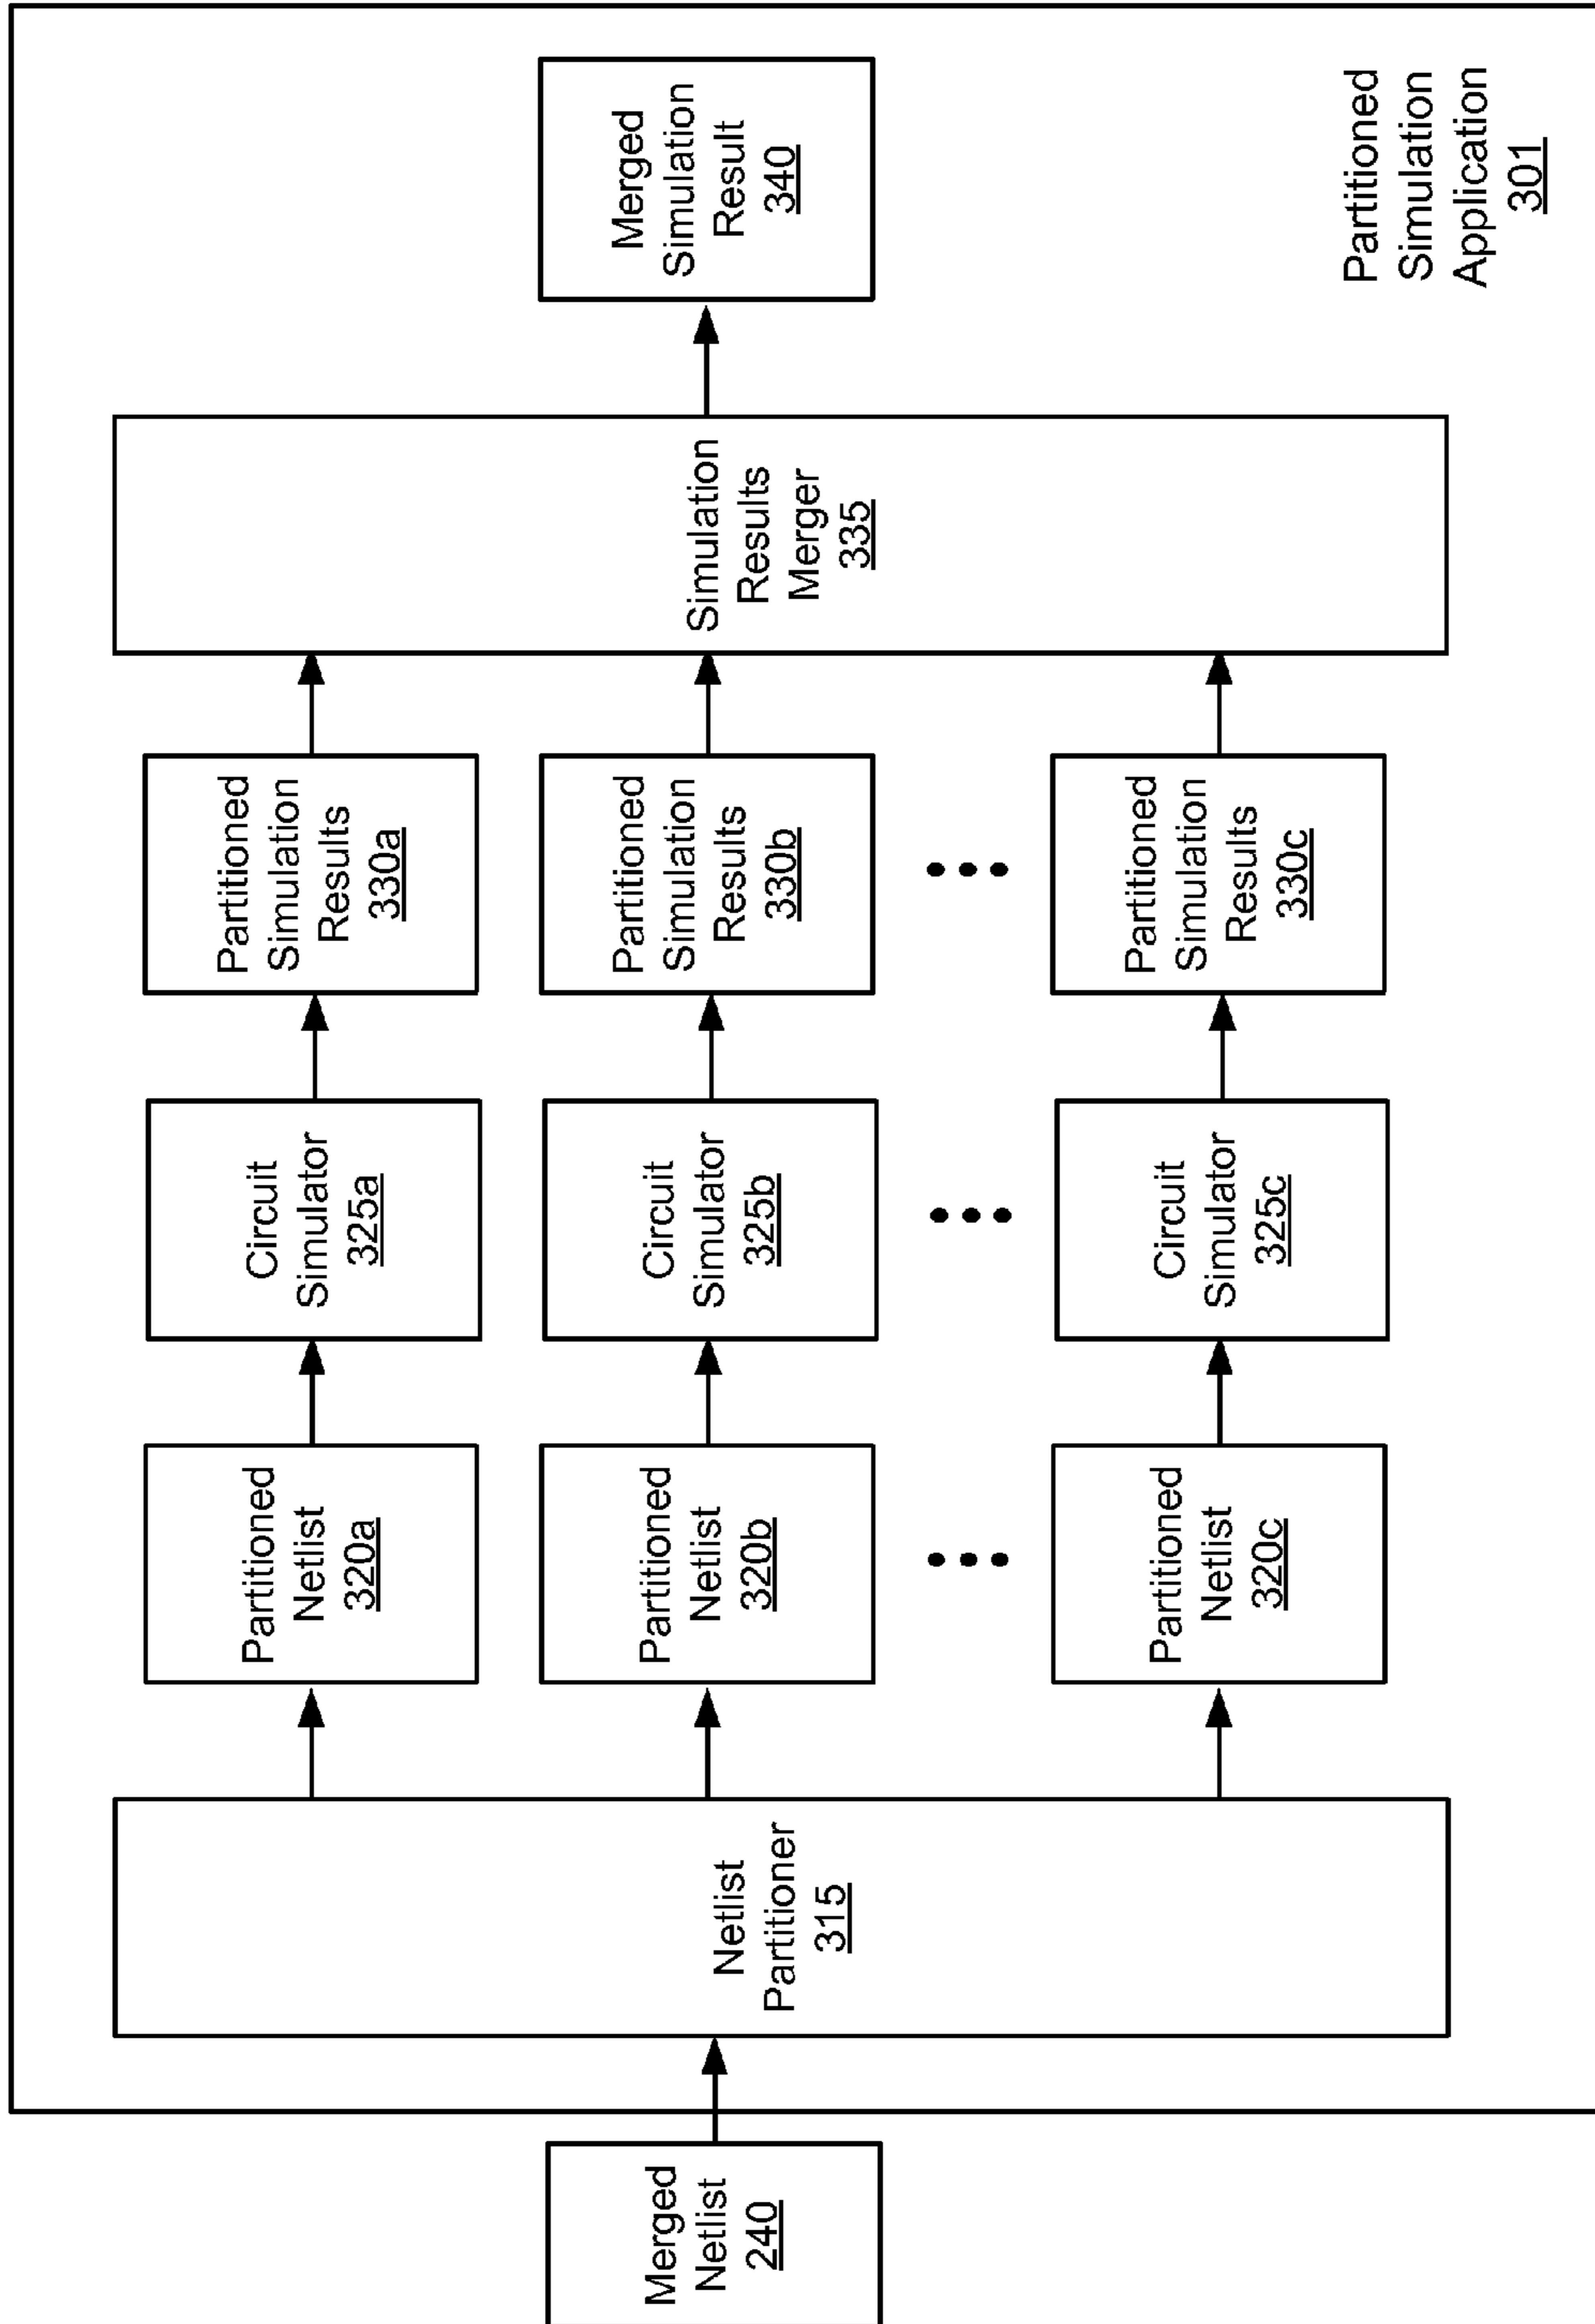 Merged
Netlist
240
Netlist
Partitioner
315
Partitioned
Netlist
320a
Partitioned
Netlist
320b
Partitioned
Netlist
320c
Circuit
Simulator
325a
Circuit
Simulator
325b
Circuit
Simulator
325c
Partitioned
Simulation
Results
330a
Partitioned
Simulation
Results
330b
Partitioned
Simulation
Results
330c
Simulation
Results
Merger
335
Merged
Simulation
Result
340
Partitioned
Simulation
Application
301